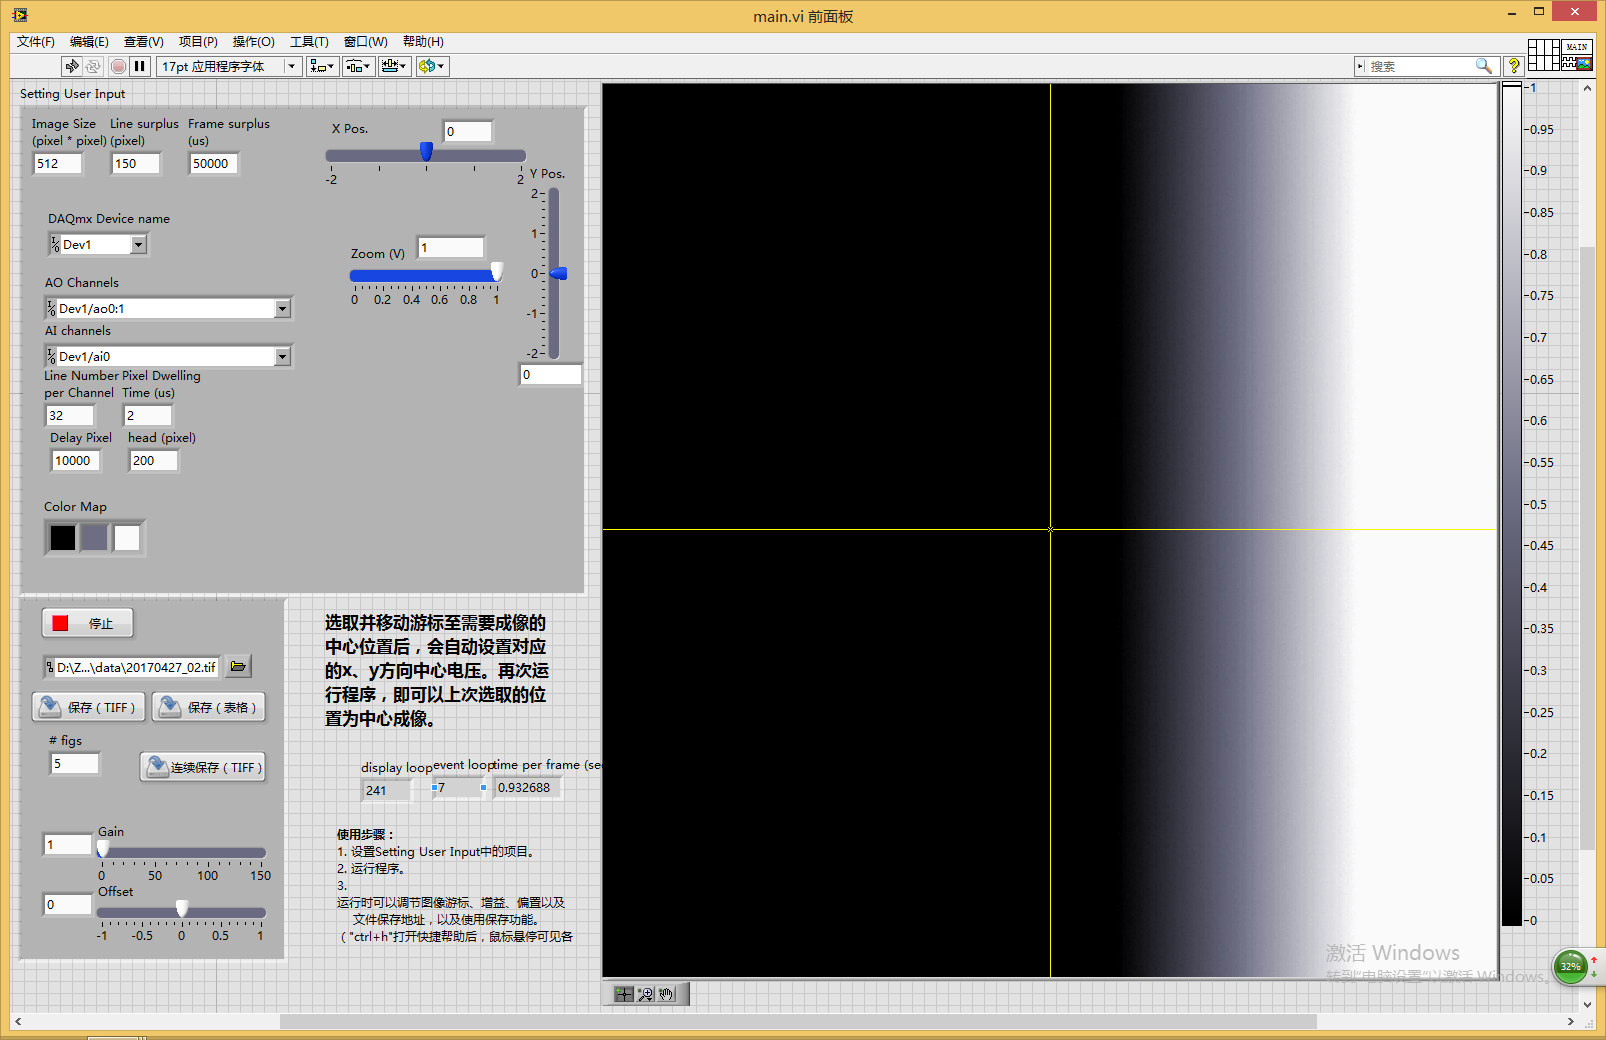 main.vi 前面板
文件(F) 编辑(E) 查看(V) 项目(P) 操作(O) 工具(T) 窗口(W) 帮助(H)
17pt 应用程序字体
搜索
MAIN
Setting User Input
Image Size Line surplus Frame surplus
(pixel * pixel) (pixel) (us)
512 150 50000
X Pos. 0
-2 2
Y Pos.
2
1
0
-1
-2
0
DAQmx Device name
Dev1
Zoom (V) 1
0 0.2 0.4 0.6 0.8 1
AO Channels
Dev1/ao0:1
AI channels
Dev1/ai0
Line Number Pixel Dwelling
per Channel Time (us)
32 2
Delay Pixel head (pixel)
10000 200
Color Map
停止
D:\Z...\data\20170427_02.tif
保存（TIFF） 保存（表格）
# figs
5
连续保存（TIFF）
Gain
1
0 50 100 150
Offset
0
-1 -0.5 0 0.5 1
选取并移动游标至需要成像的
中心位置后，会自动设置对应
的x、y方向中心电压。再次运
行程序，即可以上次选取的位
置为中心成像。
display loop event loop time per frame (se
241 7 0.932688
使用步骤：
1. 设置Setting User Input中的项目。
2. 运行程序。
3.
运行时可以调节图像游标、增益、偏置以及
文件保存地址，以及使用保存功能。
（"ctrl+h"打开快捷帮助后，鼠标悬停可见各
1
0.95
0.9
0.85
0.8
0.75
0.7
0.65
0.6
0.55
0.5
0.45
0.4
0.35
0.3
0.25
0.2
0.15
0.1
0.05
0
激活 Windows
转到“电脑设置”以激活 Windows。
32%